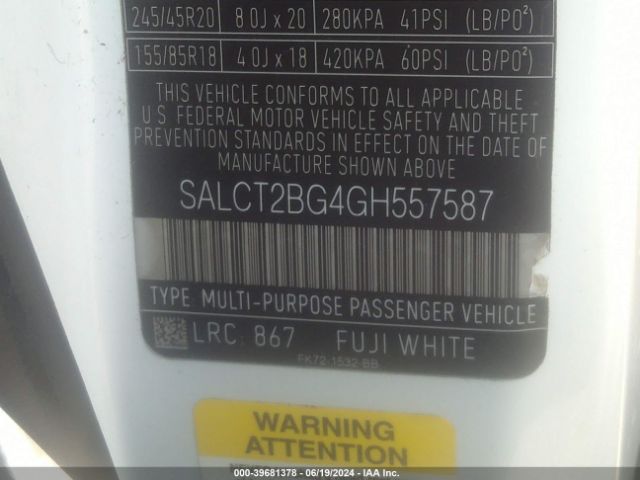 245/45R20 8.0J x 20 280KPA 41PSI (LB/PO²)
155/85R18 4.0J x 18 420KPA 60PSI (LB/PO²)
THIS VEHICLE CONFORMS TO ALL APPLICABLE
U.S. FEDERAL MOTOR VEHICLE SAFETY AND THEFT
PREVENTION STANDARDS IN EFFECT ON THE DATE OF
MANUFACTURE SHOWN ABOVE
SALCT2BG4GH557587
TYPE: MULTI-PURPOSE PASSENGER VEHICLE
LRC: 867 FUJI WHITE
FK72-1532-BB
WARNING
ATTENTION
000-39681378 - 06/19/2024 - IAA Inc.